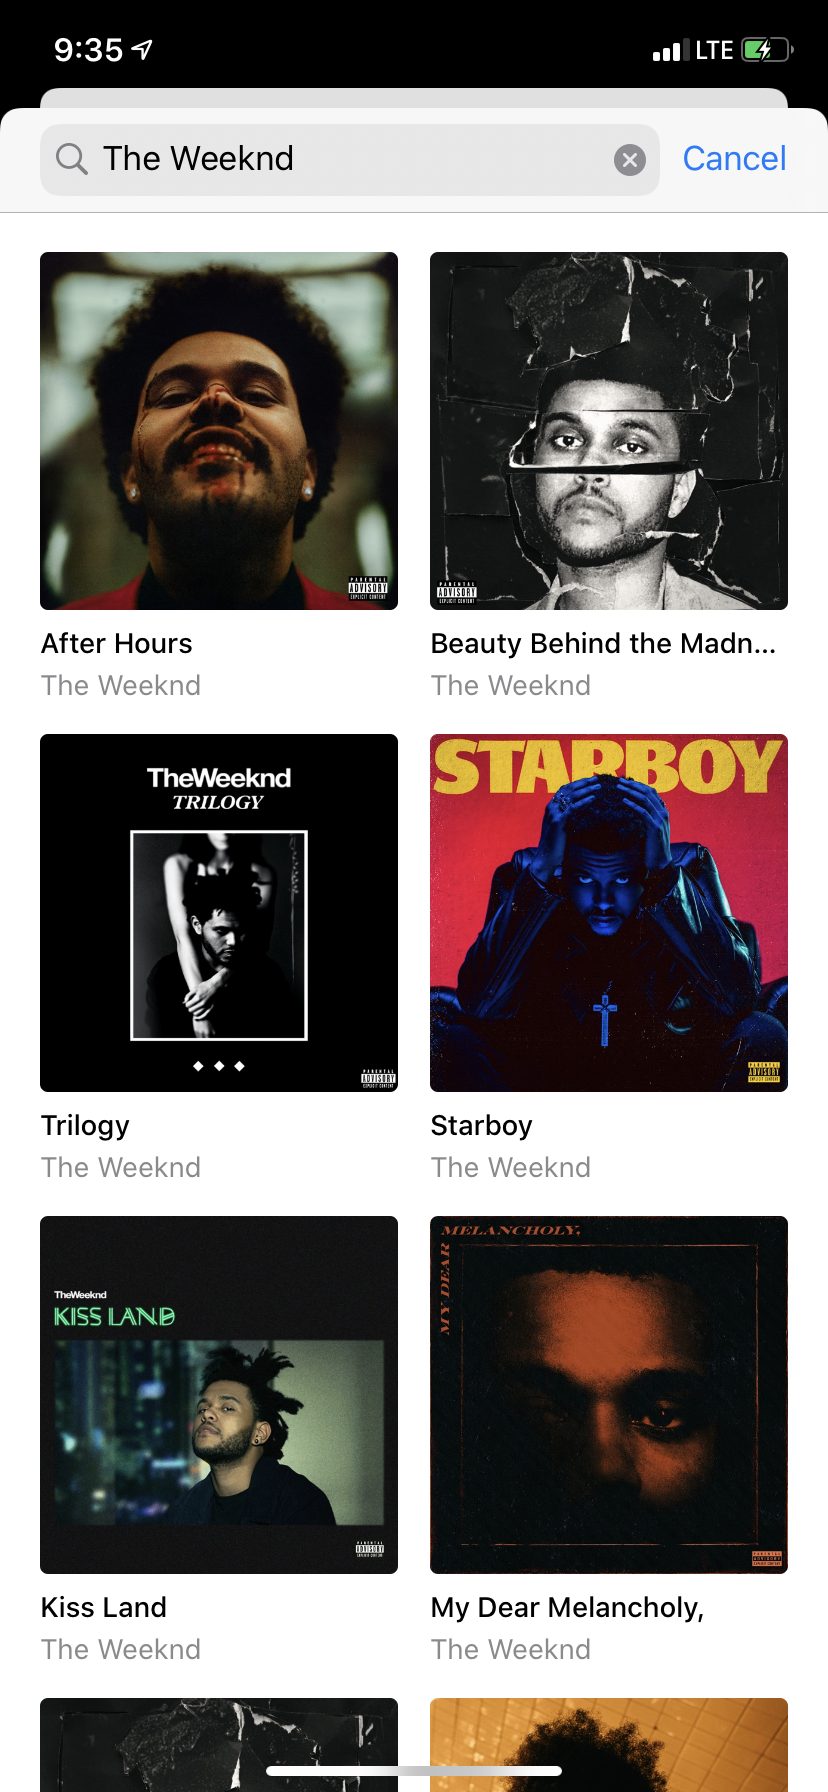 9:35
LTE
The Weeknd
Cancel
PARENTAL
ADVISORY
EXPLICIT CONTENT
PARENTAL
ADVISORY
EXPLICIT CONTENT
After Hours
The Weeknd
Beauty Behind the Madn...
The Weeknd
TheWeeknd
TRILOGY
PARENTAL
ADVISORY
EXPLICIT CONTENT
STARBOY
PARENTAL
ADVISORY
EXPLICIT CONTENT
Trilogy
The Weeknd
Starboy
The Weeknd
TheWeeknd
KISS LAND
PARENTAL
ADVISORY
EXPLICIT CONTENT
MY DEAR
MELANCHOLY,
PARENTAL
ADVISORY
EXPLICIT CONTENT
Kiss Land
The Weeknd
My Dear Melancholy,
The Weeknd